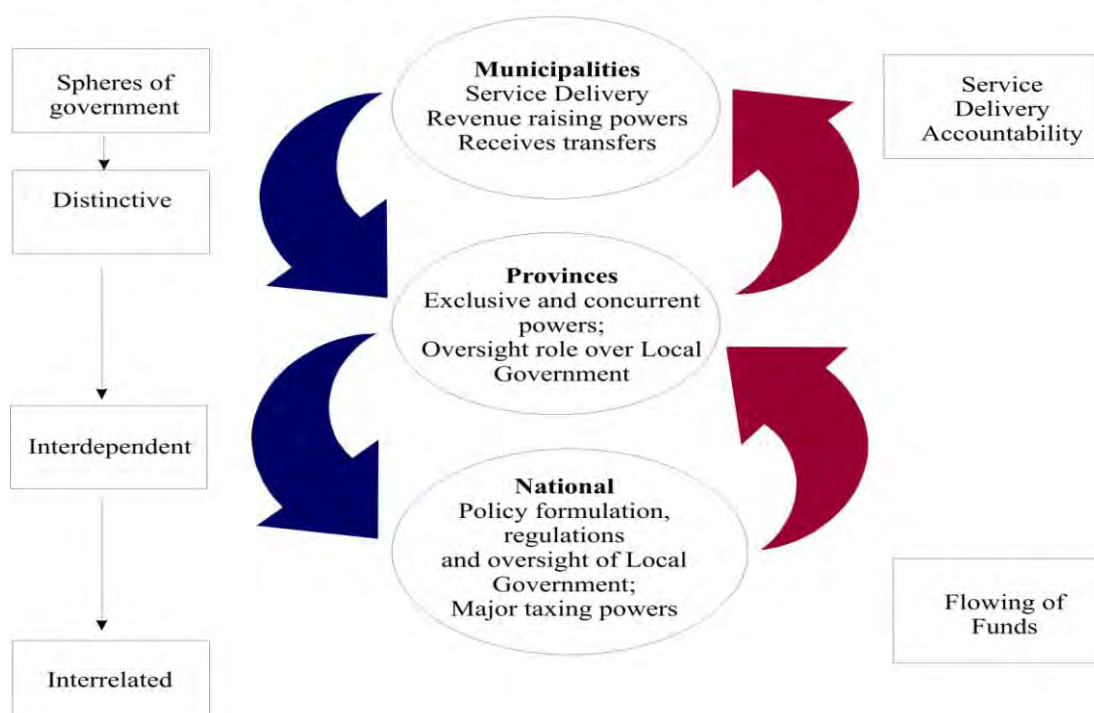 Spheres of
government
Distinctive
Interdependent
Interrelated
Municipalities
Service Delivery
Revenue raising powers
Receives transfers
Provinces
Exclusive and concurrent
powers;
Oversight role over Local
Government
National
Policy formulation,
regulations
and oversight of Local
Government;
Major taxing powers
Service
Delivery
Accountability
Flowing of
Funds